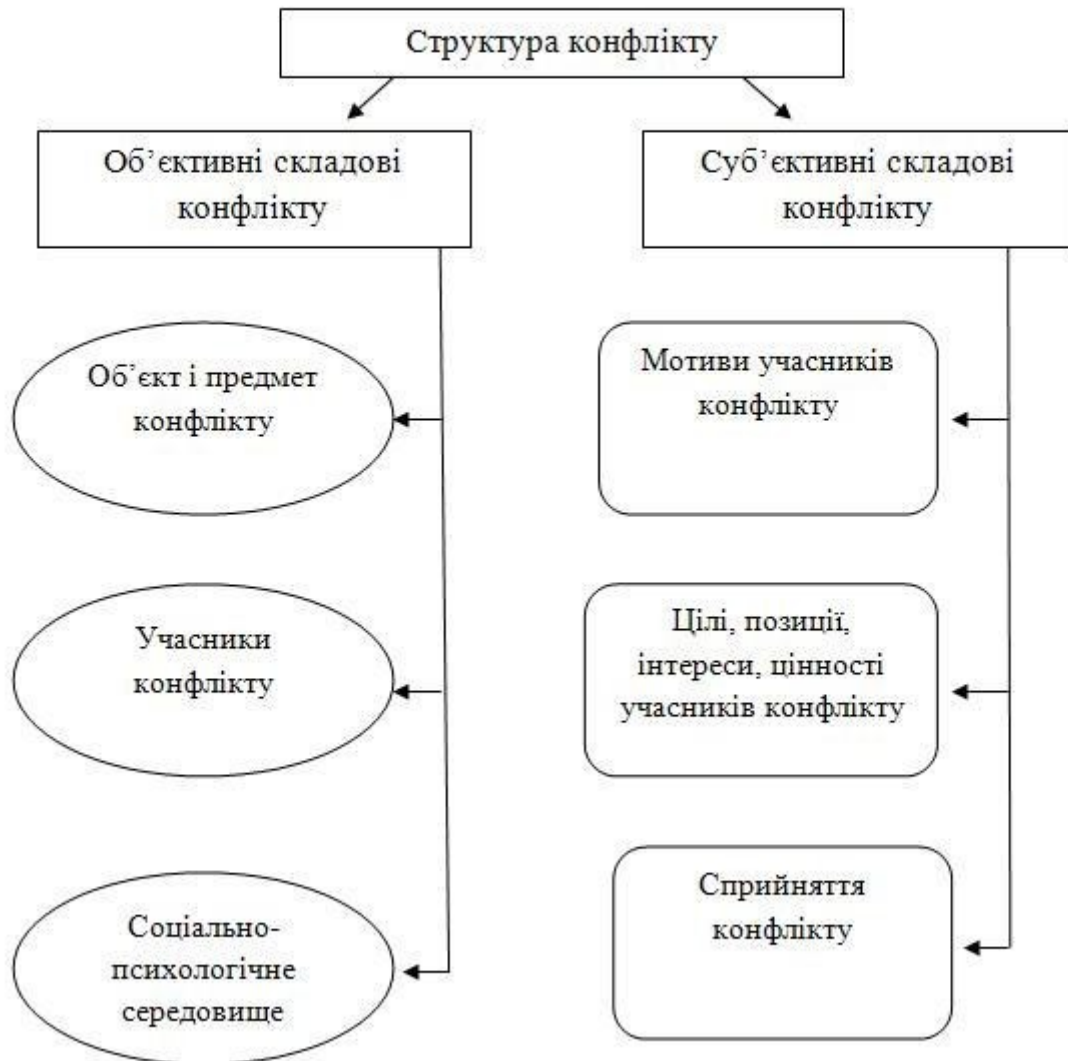 Структура конфлікту
Об’єктивні складові
конфлікту
Суб’єктивні складові
конфлікту
Об’єкт і предмет
конфлікту
Мотиви учасників
конфлікту
Учасники
конфлікту
Цілі, позиції,
інтереси, цінності
учасників конфлікту
Соціально-
психологічне
середовище
Сприйняття
конфлікту